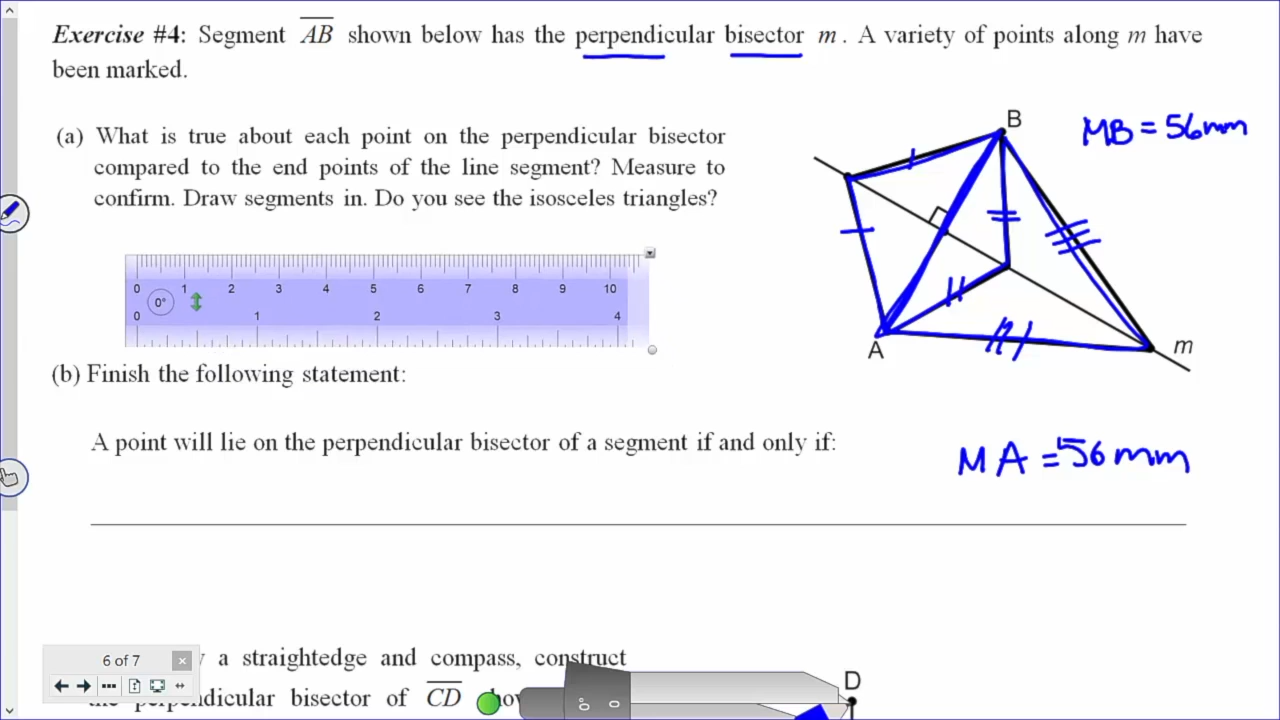 Exercise #4: Segment AB shown below has the perpendicular bisector m. A variety of points along m have
been marked.
B
MB = 56mm
(a) What is true about each point on the perpendicular bisector
compared to the end points of the line segment? Measure to
confirm. Draw segments in. Do you see the isosceles triangles?
0 1 2 3 4 5 6 7 8 9 10
0°
0 1 2 3 4
A
m
(b) Finish the following statement:
A point will lie on the perpendicular bisector of a segment if and only if:
MA = 56mm
6 of 7
a straightedge and compass, construct
of CD
D
0°
0